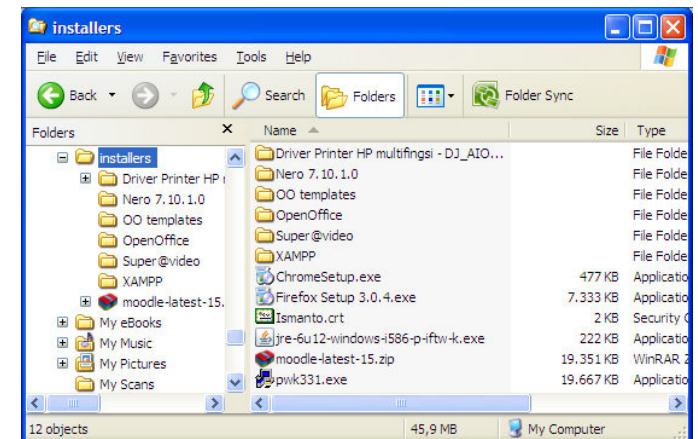 installers
File Edit View Favorites Tools Help
Back Search Folders Folder Sync
Folders x Name Size Type
installers
Driver Printer HP
Nero 7.10.1.0
OO templates
OpenOffice
Super@video
XAMPP
moodle-latest-15.
My eBooks
My Music
My Pictures
My Scans
Driver Printer HP multifingsi - DJ_AIO... File Folde
Nero 7.10.1.0 File Folde
OO templates File Folde
OpenOffice File Folde
Super@video File Folde
XAMPP File Folde
ChromeSetup.exe 477 KB Applicatio
Firefox Setup 3.0.4.exe 7.333 KB Applicatio
Ismanto.crt 2 KB Security C
jre-6u12-windows-i586-p-iftw-k.exe 222 KB Applicatio
moodle-latest-15.zip 19.351 KB WinRAR Z
pwk331.exe 19.667 KB Applicatio
12 objects 45,9 MB My Computer